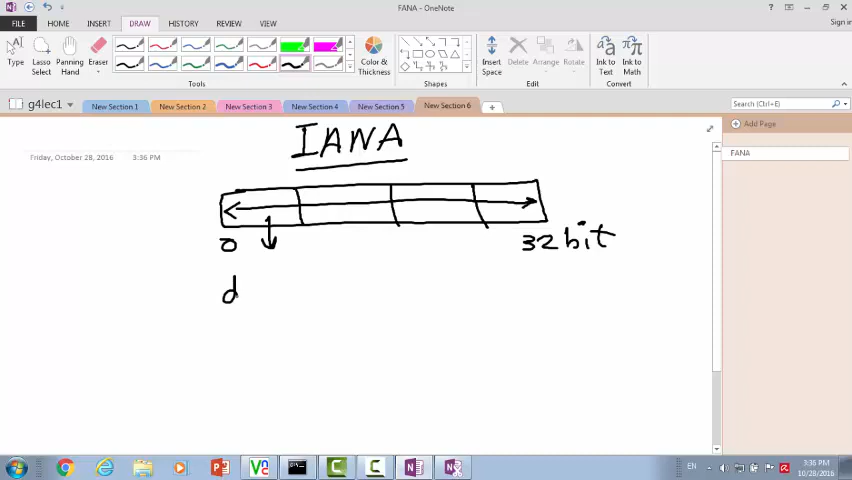 FANA - OneNote
Sign in
FILE HOME INSERT DRAW HISTORY REVIEW VIEW
Type Lasso Select Panning Hand Eraser Color & Thickness Insert Space Delete Arrange Rotate Ink to Text Ink to Math
Tools Shapes Edit Convert
g4lec1 New Section 1 New Section 2 New Section 3 New Section 4 New Section 5 New Section 6 Search (Ctrl+E)
Add Page
FANA
IANA
Friday, October 28, 2016 3:36 PM
0 32 bit
d
EN 3:36 PM
10/28/2016